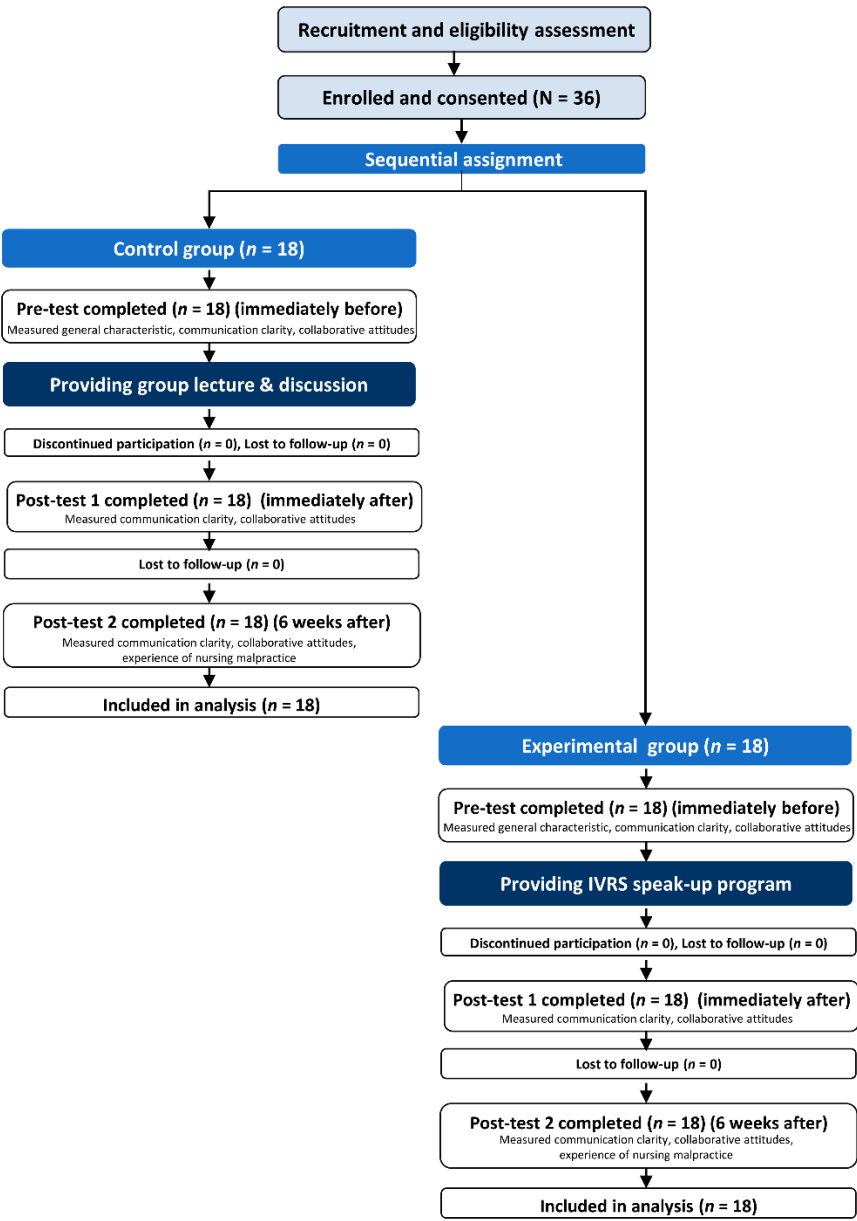 Recruitment and eligibility assessment
Enrolled and consented (N = 36)
Sequential assignment
Control group (n = 18)
Pre-test completed (n = 18) (immediately before)
Measured general characteristic, communication clarity, collaborative attitudes
Providing group lecture & discussion
Discontinued participation (n = 0), Lost to follow-up (n = 0)
Post-test 1 completed (n = 18) (immediately after)
Measured communication clarity, collaborative attitudes
Lost to follow-up (n = 0)
Post-test 2 completed (n = 18) (6 weeks after)
Measured communication clarity, collaborative attitudes,
experience of nursing malpractice
Included in analysis (n = 18)
Experimental group (n = 18)
Pre-test completed (n = 18) (immediately before)
Measured general characteristic, communication clarity, collaborative attitudes
Providing IVRS speak-up program
Discontinued participation (n = 0), Lost to follow-up (n = 0)
Post-test 1 completed (n = 18) (immediately after)
Measured communication clarity, collaborative attitudes
Lost to follow-up (n = 0)
Post-test 2 completed (n = 18) (6 weeks after)
Measured communication clarity, collaborative attitudes,
experience of nursing malpractice
Included in analysis (n = 18)